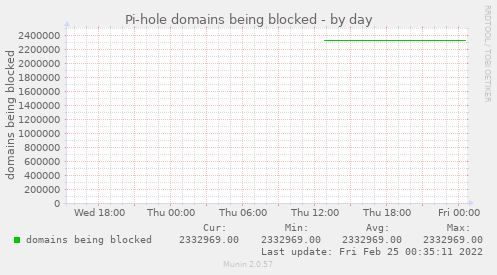 Pi-hole domains being blocked - by day
RRDTOOL / TOBI OETIKER
domains being blocked
2400000
2200000
2000000
1800000
1600000
1400000
1200000
1000000
800000
600000
400000
200000
0
Wed 18:00 Thu 00:00 Thu 06:00 Thu 12:00 Thu 18:00 Fri 00:00
Cur: Min: Avg: Max:
domains being blocked 2332969.00 2332969.00 2332969.00 2332969.00
Last update: Fri Feb 25 00:35:11 2022
Munin 2.0.57